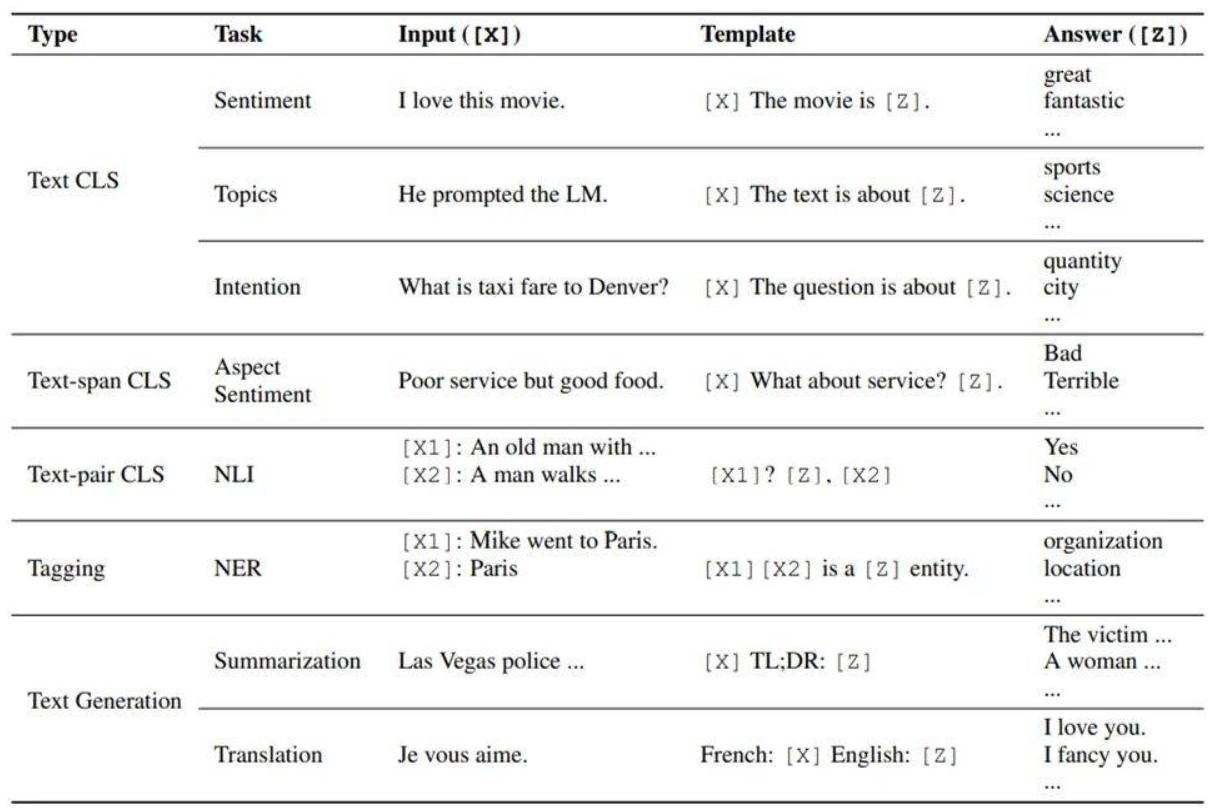 Type Task Input ([X]) Template Answer ([Z])
great
Sentiment I love this movie. [X] The movie is [Z]. fantastic
...
Text CLS
sports
Topics He prompted the LM. [X] The text is about [Z]. science
...
quantity
Intention What is taxi fare to Denver? [X] The question is about [Z]. city
...
Bad
Text-span CLS Aspect Sentiment Poor service but good food. [X] What about service? [Z]. Terrible
...
[X1]: An old man with ... Yes
Text-pair CLS NLI [X2]: A man walks ... [X1]? [Z], [X2] No
...
[X1]: Mike went to Paris. organization
Tagging NER [X2]: Paris [X1][X2] is a [Z] entity. location
...
The victim ...
Summarization Las Vegas police ... [X] TL;DR: [Z] A woman ...
...
Text Generation
I love you.
Translation Je vous aime. French: [X] English: [Z] I fancy you.
...